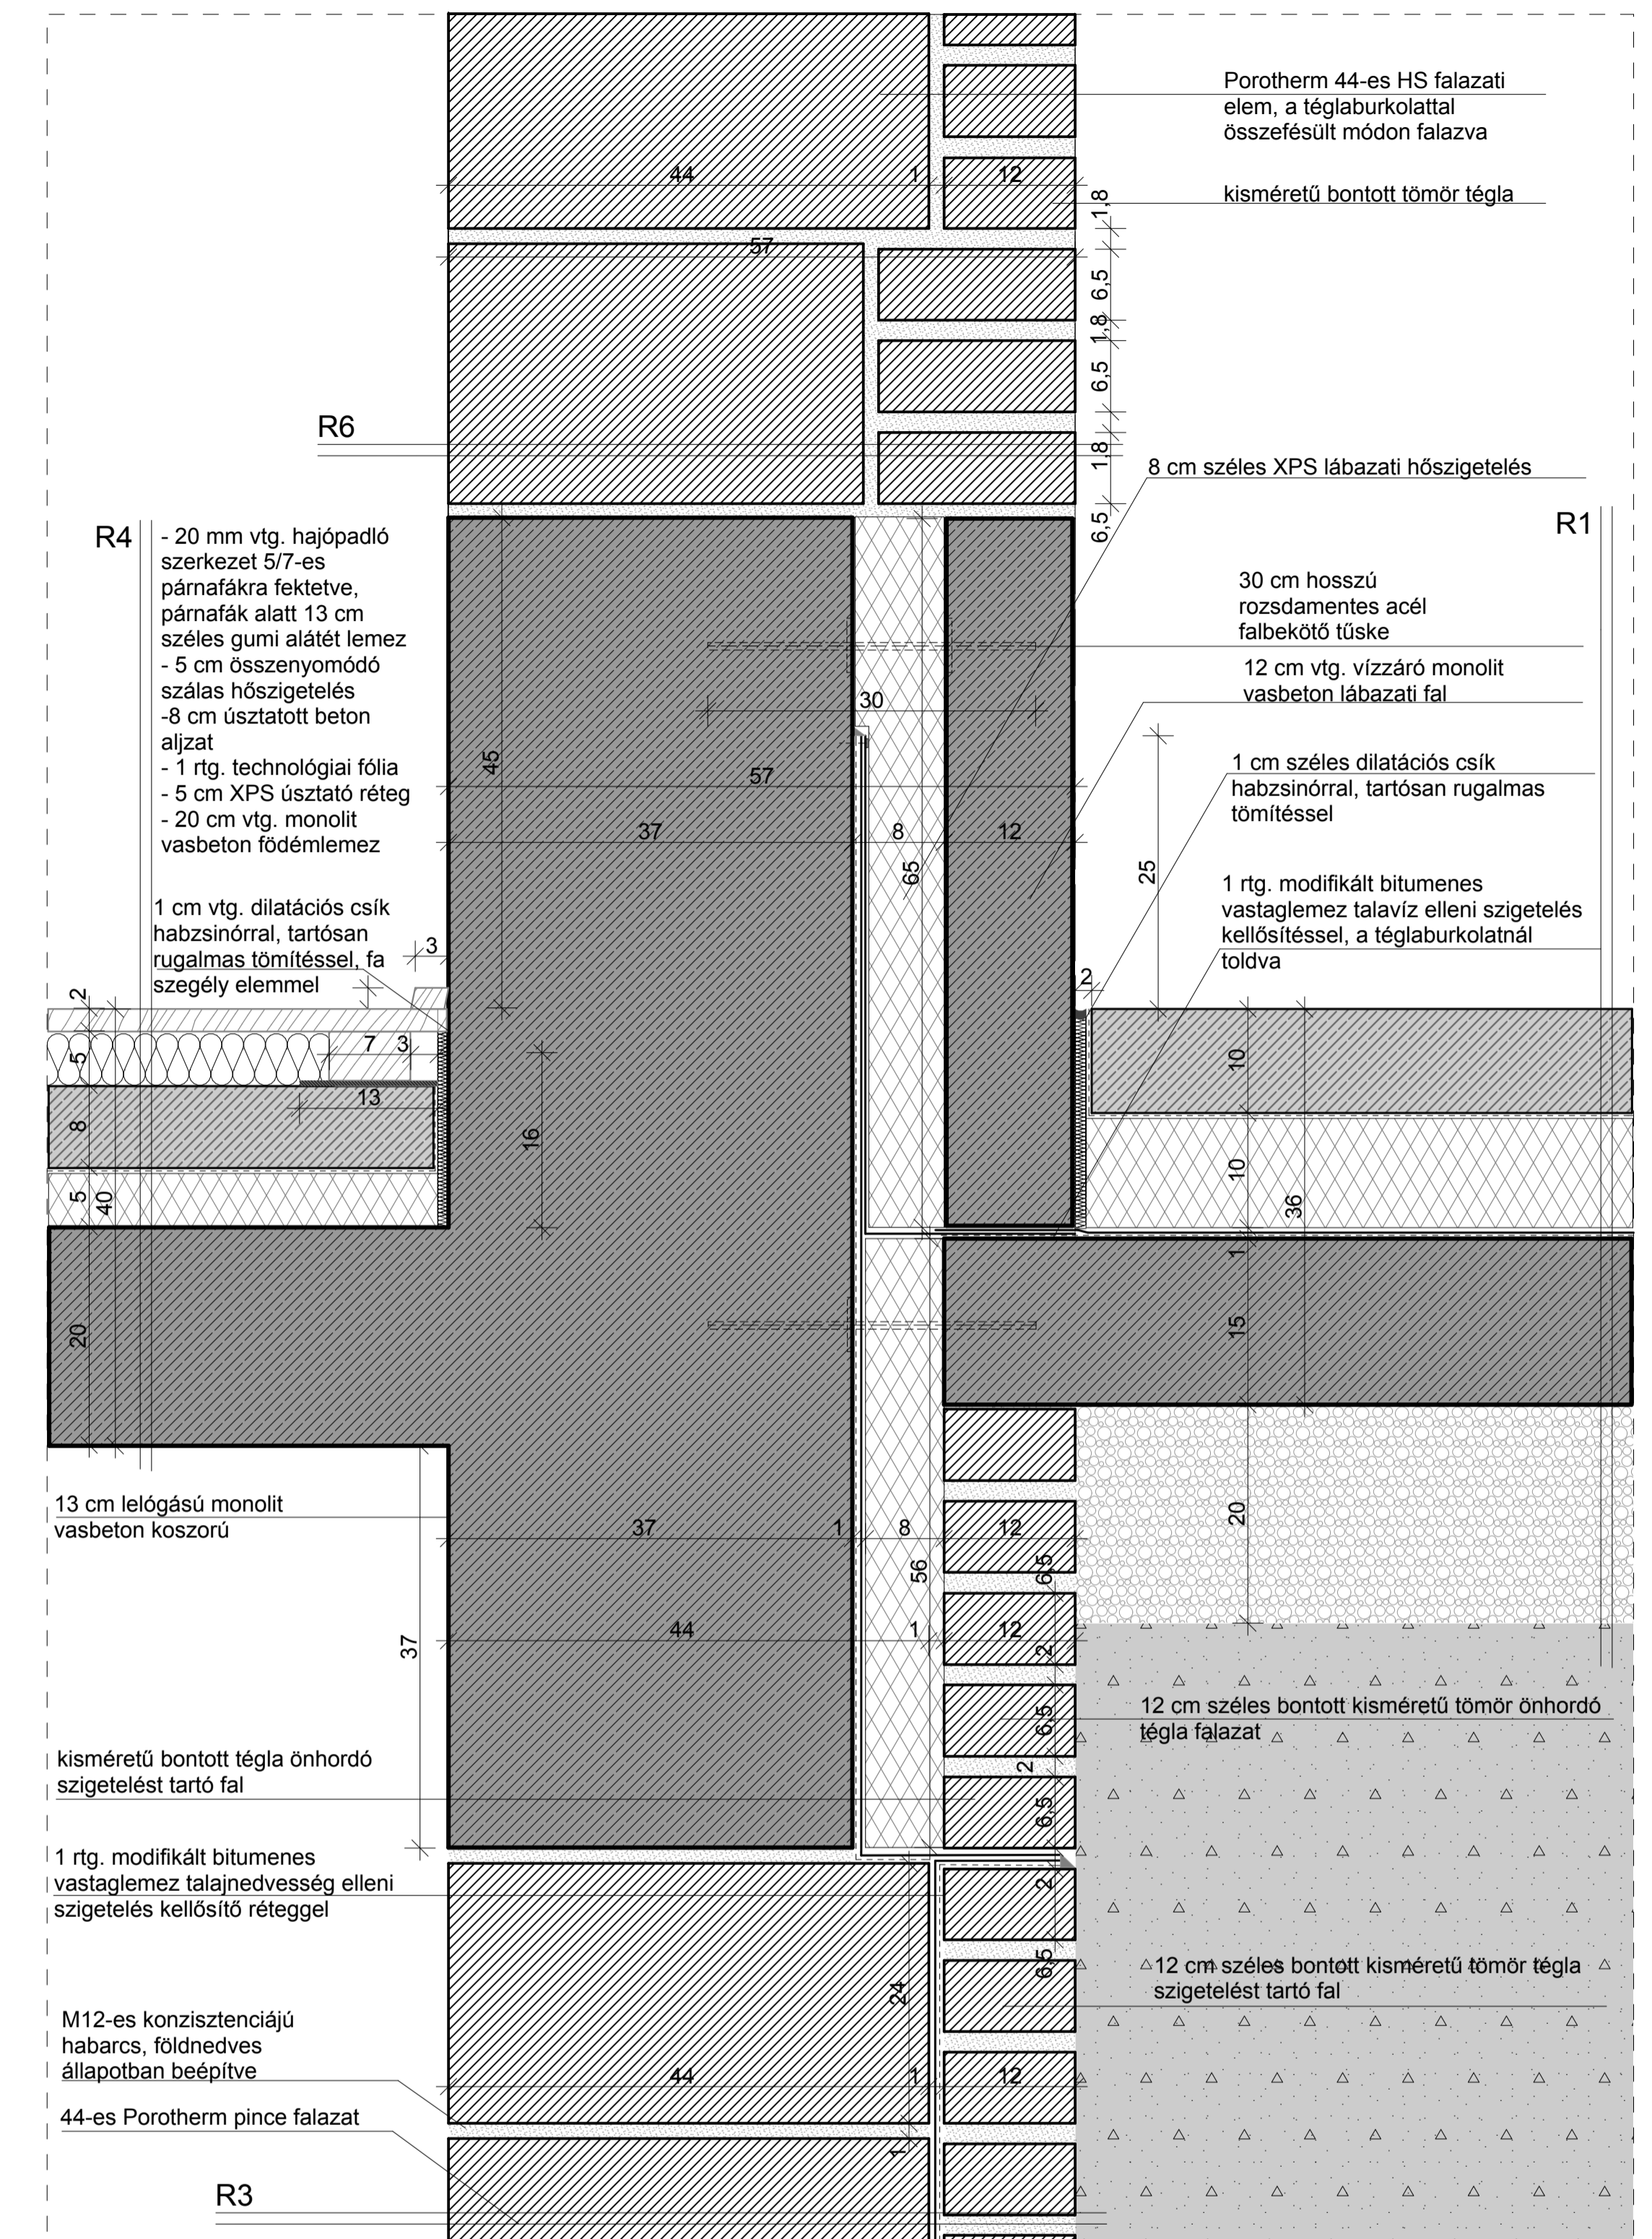 Porotherm 44-es HS falazati
elem, a téglaburkolattal
összefésült módon falazva
44
1
12
kisméretű bontott tömör tégla
1,8
57
6,5
1,8
6,5
R6
1,8
8 cm széles XPS lábazati hőszigetelés
6,5
R4
- 20 mm vtg. hajópadló
szerkezet 5/7-es
párnafákra fektetve,
párnafák alatt 13 cm
széles gumi alátét lemez
- 5 cm összenyomódó
szálas hőszigetelés
-8 cm úsztatott beton
aljzat
- 1 rtg. technológiai fólia
- 5 cm XPS úsztató réteg
- 20 cm vtg. monolit
vasbeton födémlemez
R1
30 cm hosszú
rozsdamentes acél
falbekötő tűske
12 cm vtg. vízzáró monolit
vasbeton lábazati fal
30
45
57
1 cm széles dilatációs csík
habzsinórral, tartósan rugalmas
tömítéssel
37
8
12
65
25
1 rtg. modifikált bitumenes
vastaglemez talavíz elleni szigetelés
kellősítéssel, a téglaburkolatnál
toldva
1 cm vtg. dilatációs csík
habzsinórral, tartósan
rugalmas tömítéssel, fa
szegély elemmel
3
2
2
5
7
3
10
13
8
16
5
40
10
36
1
20
15
13 cm lelógású monolit
vasbeton koszorú
37
1
8
12
20
56
6,5
37
44
1
12
2
12 cm széles bontott kisméretű tömör önhordó
tégla falazat
6,5
kisméretű bontott tégla önhordó
szigetelést tartó fal
2
6,5
1 rtg. modifikált bitumenes
vastaglemez talajnedvesség elleni
szigetelés kellősítő réteggel
2
6,5
12 cm széles bontott kisméretű tömör tégla
szigetelést tartó fal
24
M12-es konzisztenciájú
habarcs, földnedves
állapotban beépítve
44
1
12
44-es Porotherm pince falazat
1
R3